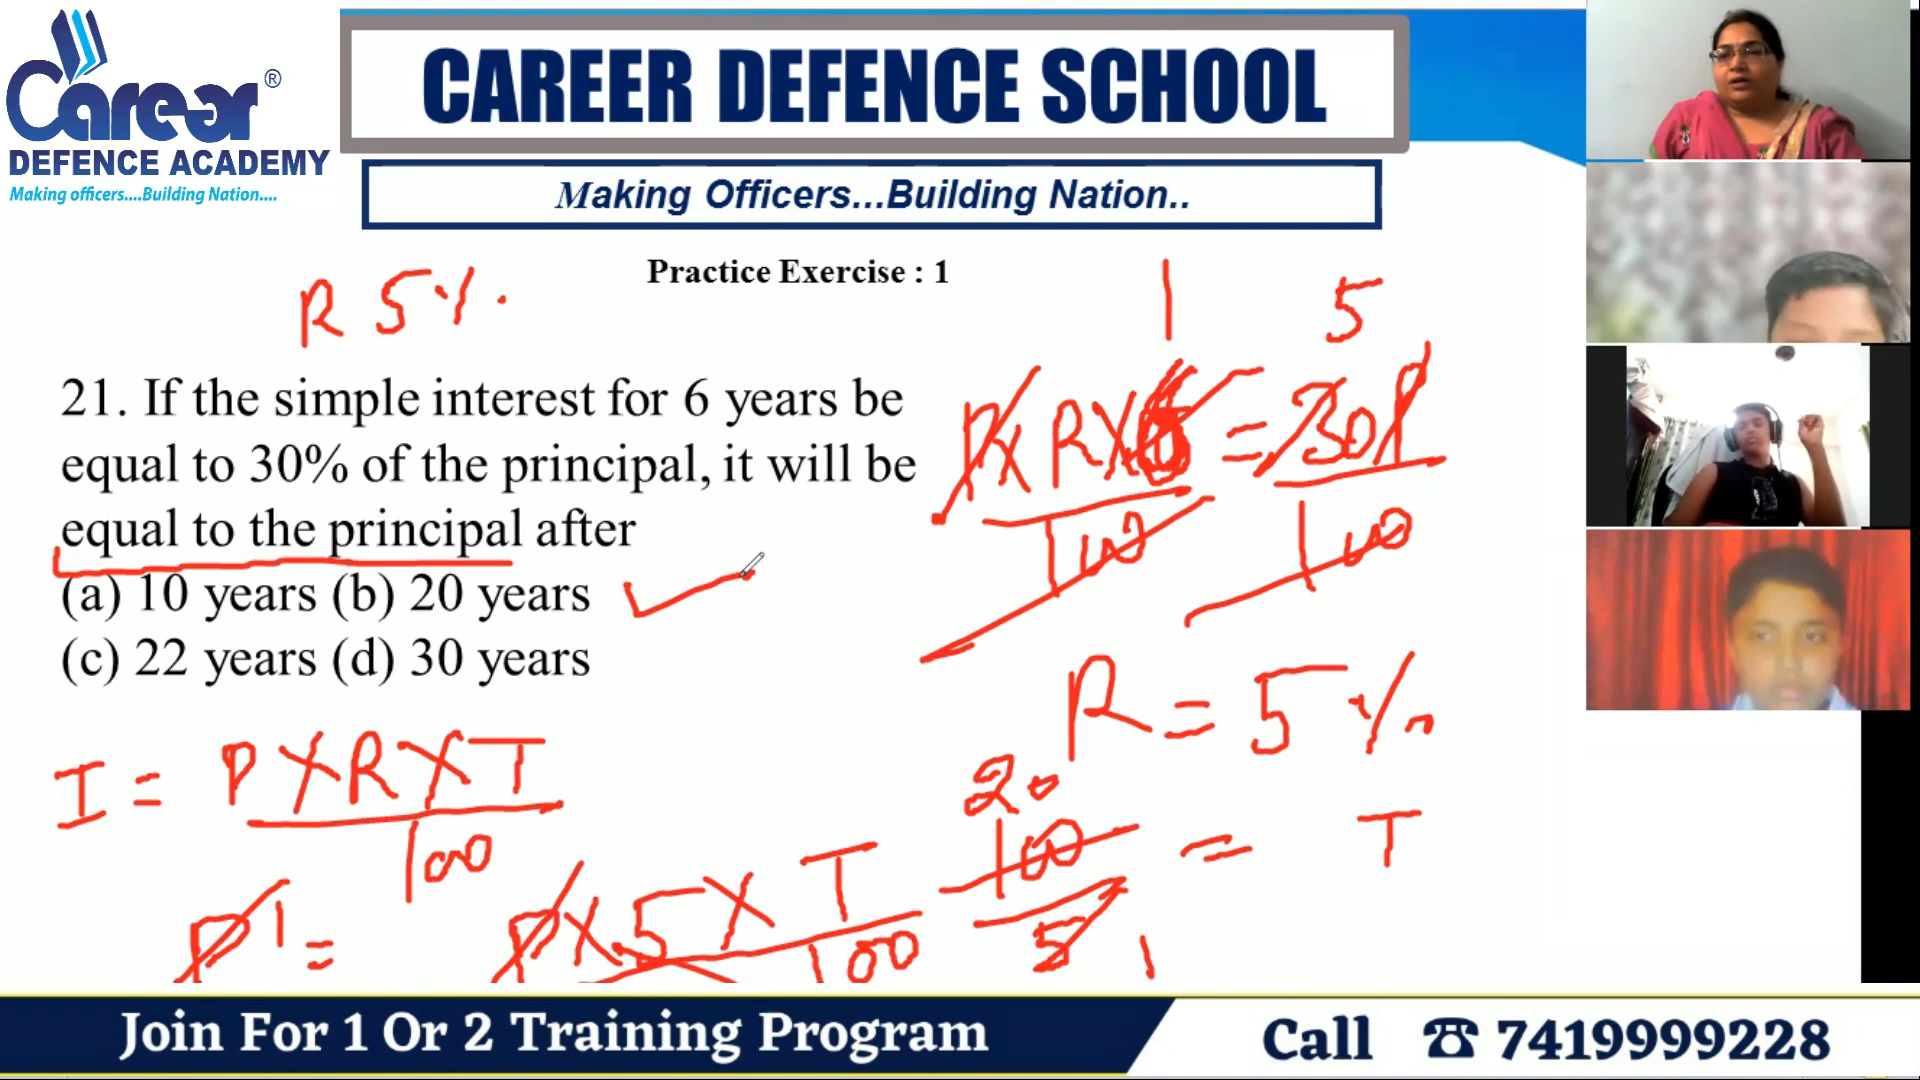 Career®
DEFENCE ACADEMY
Making officers....Building Nation....
CAREER DEFENCE SCHOOL
Making Officers...Building Nation..
Practice Exercise : 1
R 5%.
21. If the simple interest for 6 years be
equal to 30% of the principal, it will be
equal to the principal after
(a) 10 years (b) 20 years
(c) 22 years (d) 30 years
I = P X R X T
100
P 1 = P X 5 X T
100
1 5
P X R X 6 = 30 P
100 100
R = 5%
20
100 = T
5 1
Join For 1 Or 2 Training Program
Call ☎ 7419999228